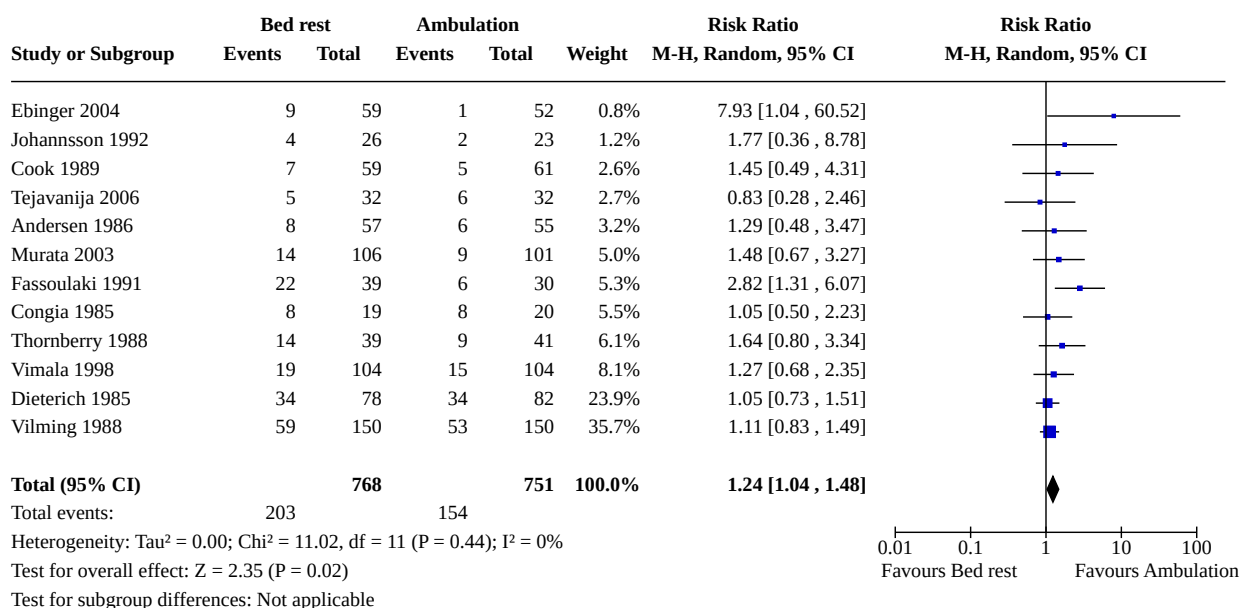 Bed rest Ambulation Risk Ratio Risk Ratio
Study or Subgroup Events Total Events Total Weight M-H, Random, 95% CI M-H, Random, 95% CI
Ebinger 2004 9 59 1 52 0.8% 7.93 [1.04 , 60.52]
Johannsson 1992 4 26 2 23 1.2% 1.77 [0.36 , 8.78]
Cook 1989 7 59 5 61 2.6% 1.45 [0.49 , 4.31]
Tejavanija 2006 5 32 6 32 2.7% 0.83 [0.28 , 2.46]
Andersen 1986 8 57 6 55 3.2% 1.29 [0.48 , 3.47]
Murata 2003 14 106 9 101 5.0% 1.48 [0.67 , 3.27]
Fassoulaki 1991 22 39 6 30 5.3% 2.82 [1.31 , 6.07]
Congia 1985 8 19 8 20 5.5% 1.05 [0.50 , 2.23]
Thornberry 1988 14 39 9 41 6.1% 1.64 [0.80 , 3.34]
Vimala 1998 19 104 15 104 8.1% 1.27 [0.68 , 2.35]
Dieterich 1985 34 78 34 82 23.9% 1.05 [0.73 , 1.51]
Vilming 1988 59 150 53 150 35.7% 1.11 [0.83 , 1.49]
Total (95% CI) 768 751 100.0% 1.24 [1.04 , 1.48]
Total events: 203 154
Heterogeneity: Tau² = 0.00; Chi² = 11.02, df = 11 (P = 0.44); I² = 0%
0.01 0.1 1 10 100
Test for overall effect: Z = 2.35 (P = 0.02)
Favours Bed rest Favours Ambulation
Test for subgroup differences: Not applicable